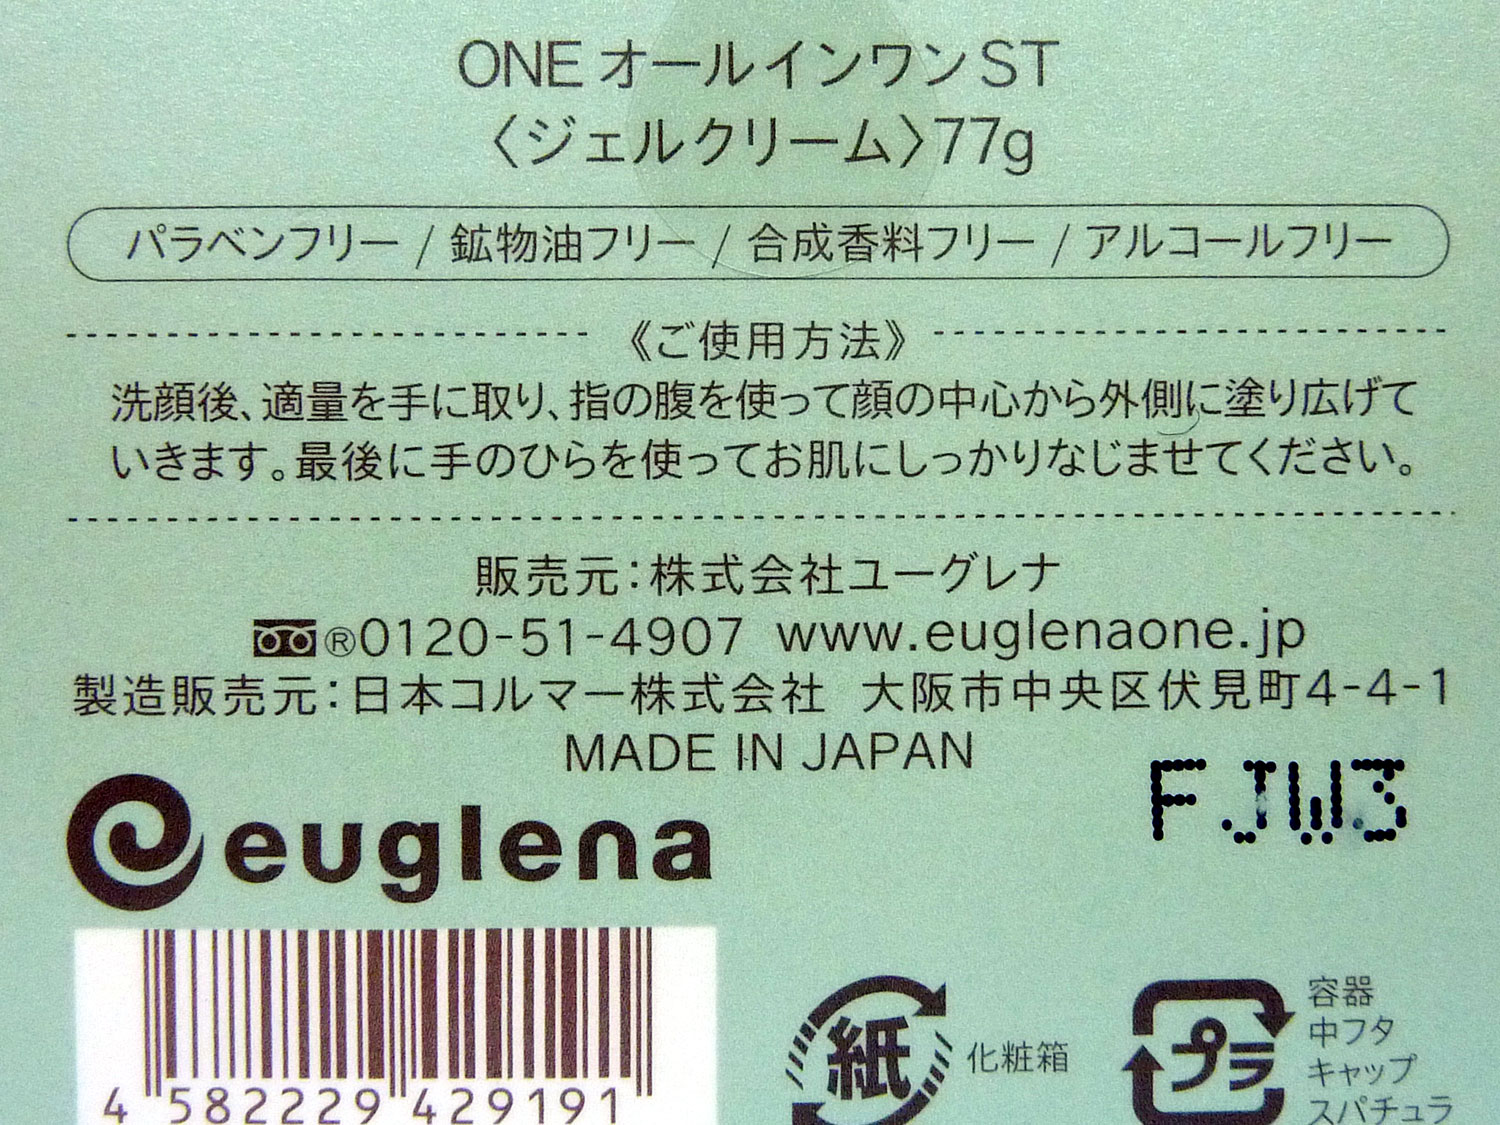 ONE オールインワンST
〈ジェルクリーム〉77g
パラベンフリー / 鉱物油フリー / 合成香料フリー / アルコールフリー
《ご使用方法》
洗顔後、適量を手に取り、指の腹を使って顔の中心から外側に塗り広げて
いきます。最後に手のひらを使ってお肌にしっかりなじませてください。
販売元：株式会社ユーグレナ
®0120-51-4907 www.euglenaone.jp
製造販売元：日本コルマー株式会社 大阪市中央区伏見町4-4-1
MADE IN JAPAN
FJW3
euglena
4 582229 429191
紙 化粧箱
プラ
容器
中フタ
キャップ
スパチュラ